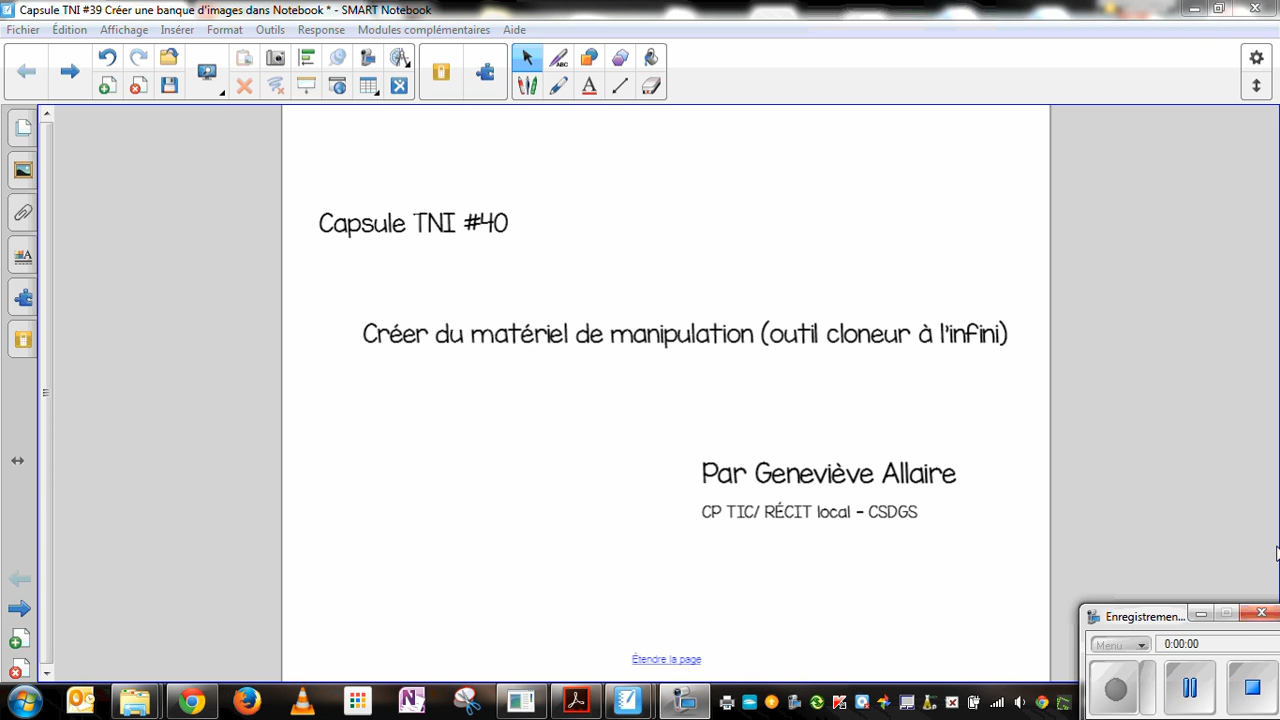 Capsule TNI #39 Créer une banque d'images dans Notebook * - SMART Notebook
Fichier Édition Affichage Insérer Format Outils Response Modules complémentaires Aide
Capsule TNI #40
Créer du matériel de manipulation (outil cloneur à l'infini)
Par Geneviève Allaire
CP TIC/ RÉCIT local - CSDGS
Étendre la page
Enregistremen...
Menu 0:00:00